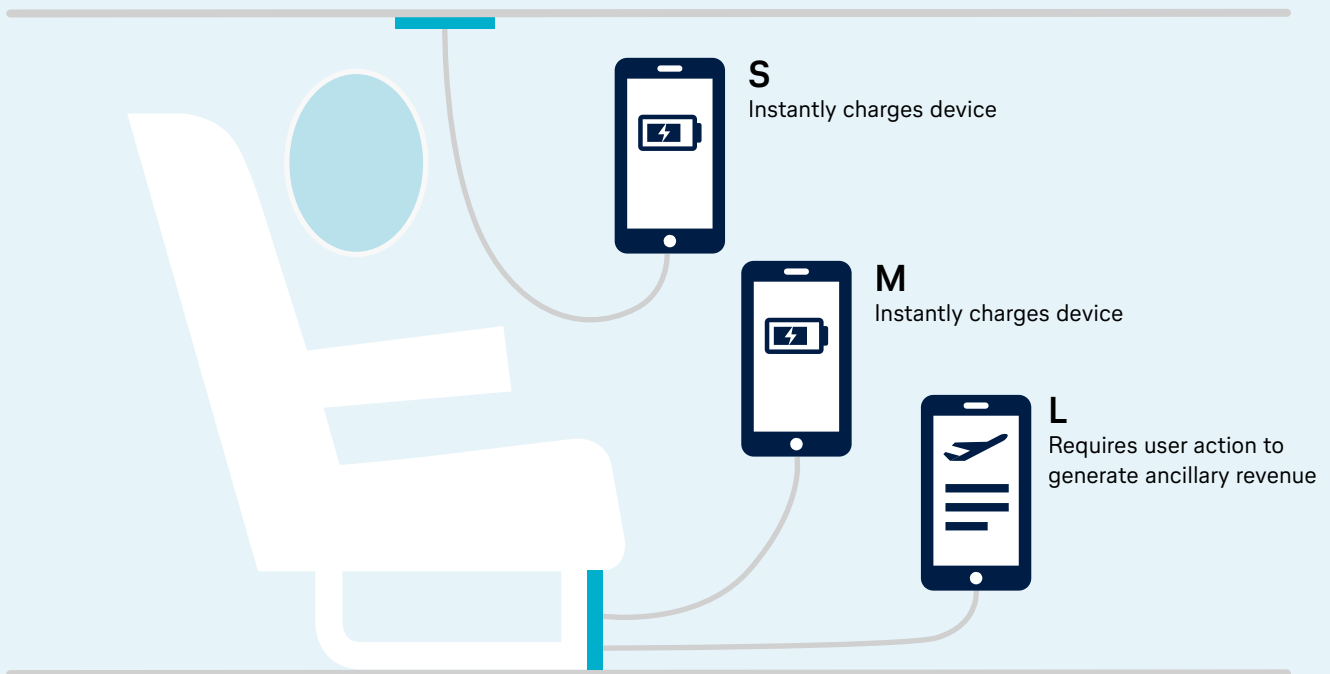 S
Instantly charges device
M
Instantly charges device
L
Requires user action to
generate ancillary revenue